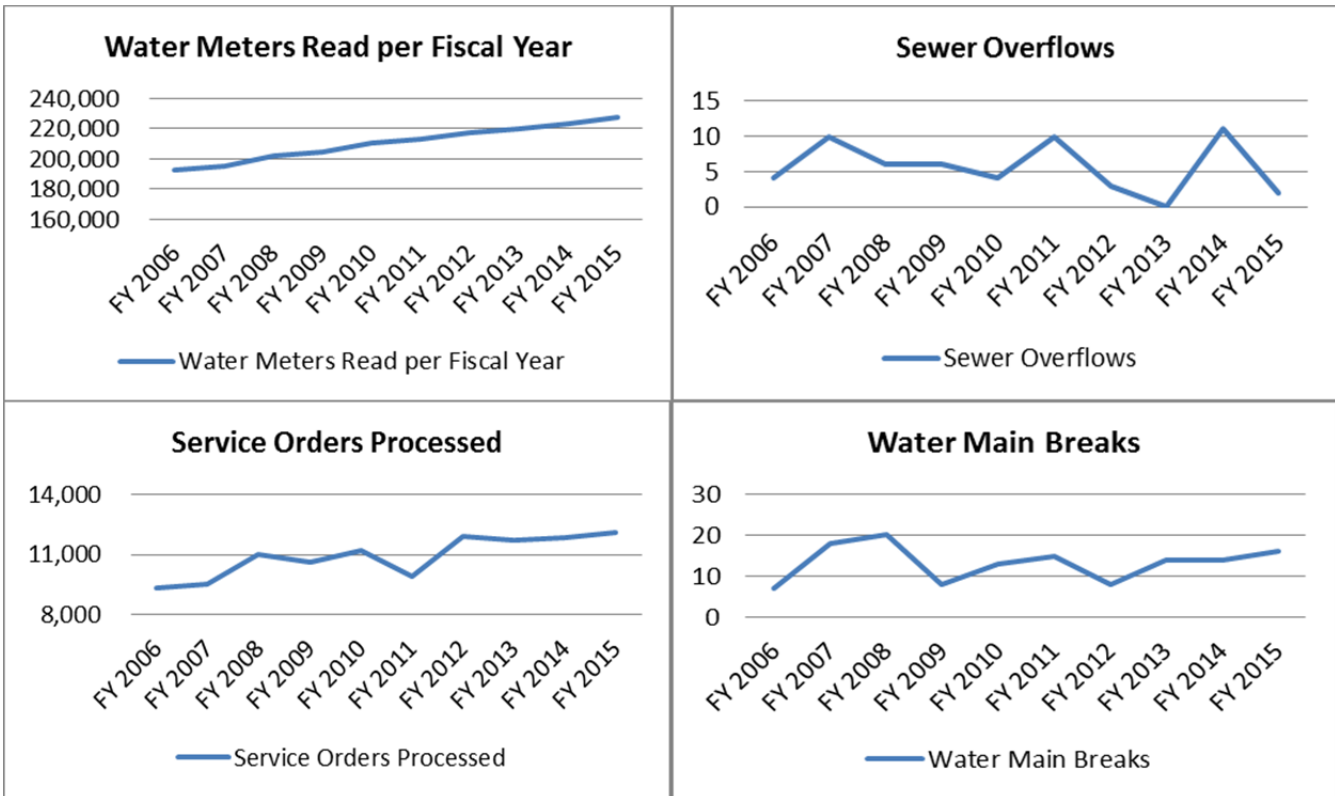 Water Meters Read per Fiscal Year
240,000
220,000
200,000
180,000
160,000
FY 2006
FY 2007
FY 2008
FY 2009
FY 2010
FY 2011
FY 2012
FY 2013
FY 2014
FY 2015
Water Meters Read per Fiscal Year
Sewer Overflows
15
10
5
0
FY 2006
FY 2007
FY 2008
FY 2009
FY 2010
FY 2011
FY 2012
FY 2013
FY 2014
FY 2015
Sewer Overflows
Service Orders Processed
14,000
11,000
8,000
FY 2006
FY 2007
FY 2008
FY 2009
FY 2010
FY 2011
FY 2012
FY 2013
FY 2014
FY 2015
Service Orders Processed
Water Main Breaks
30
20
10
0
FY 2006
FY 2007
FY 2008
FY 2009
FY 2010
FY 2011
FY 2012
FY 2013
FY 2014
FY 2015
Water Main Breaks